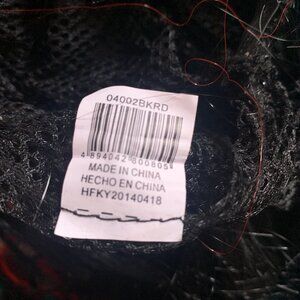 04002BKRD
4 894042 800805
MADE IN CHINA
HECHO EN CHINA
HFKY20140418